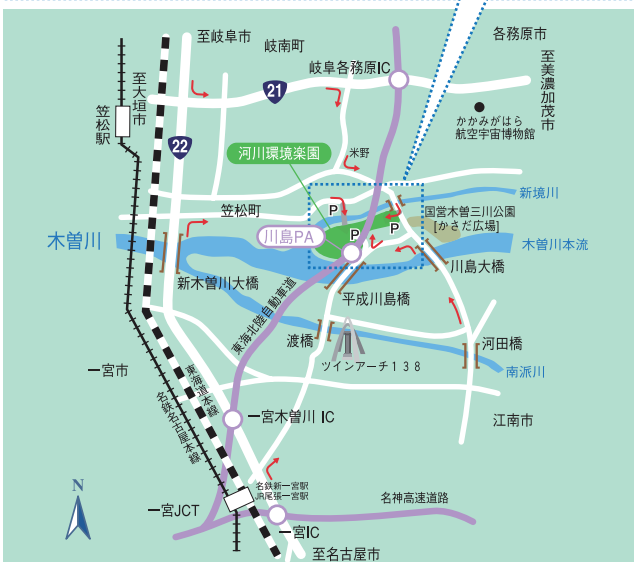 至岐阜市
岐南町
各務原市
岐阜各務原IC
至美濃加茂市
至大垣市
笠松駅
21
かかみがはら
航空宇宙博物館
22
河川環境楽園
米野
新境川
P
笠松町
国営木曽三川公園
[かさだ広場]
P
P
川島PA
木曽川
木曽川本流
川島大橋
新木曽川大橋
平成川島橋
東海北陸自動車道
渡橋
河田橋
ツインアーチ138
南派川
一宮市
東海道本線
名鉄名古屋本線
江南市
一宮木曽川 IC
名鉄新一宮駅
JR尾張一宮駅
N
名神高速道路
一宮JCT
一宮IC
至名古屋市